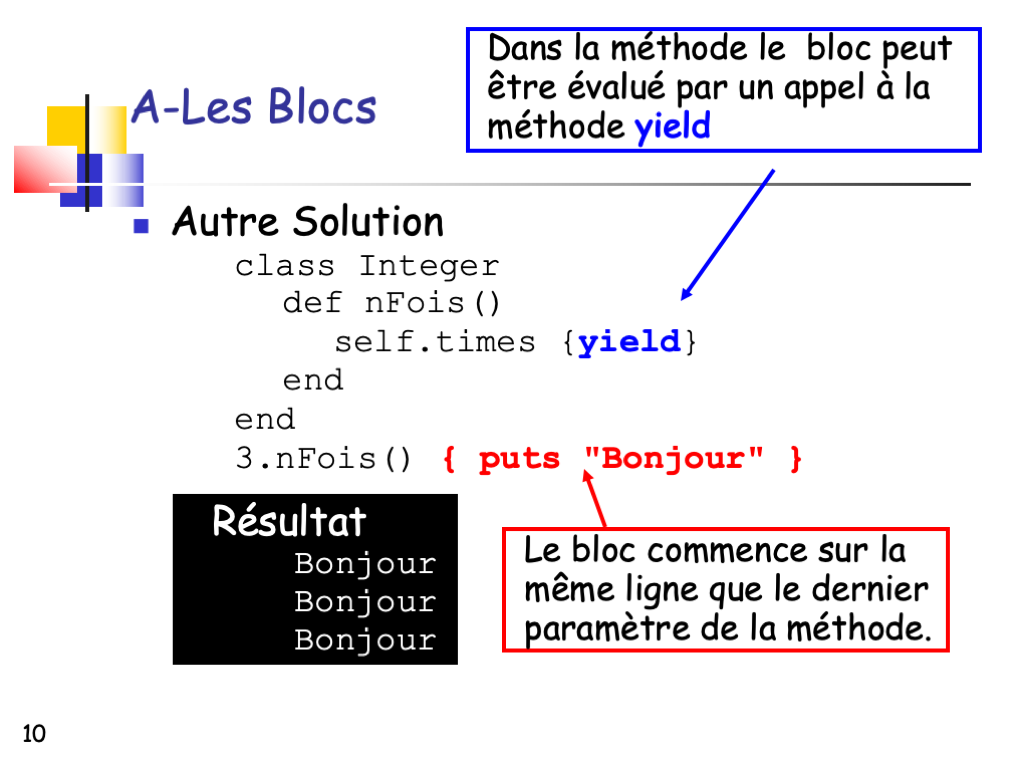 Dans la méthode le  bloc peut
être évalué par un appel à la
méthode yield
A-Les Blocs
Autre Solution
class Integer
def nFois()
self.times {yield}
end
end
3.nFois() { puts "Bonjour" }
Résultat
Bonjour
Bonjour
Bonjour
Le bloc commence sur la
même ligne que le dernier
paramètre de la méthode.
10